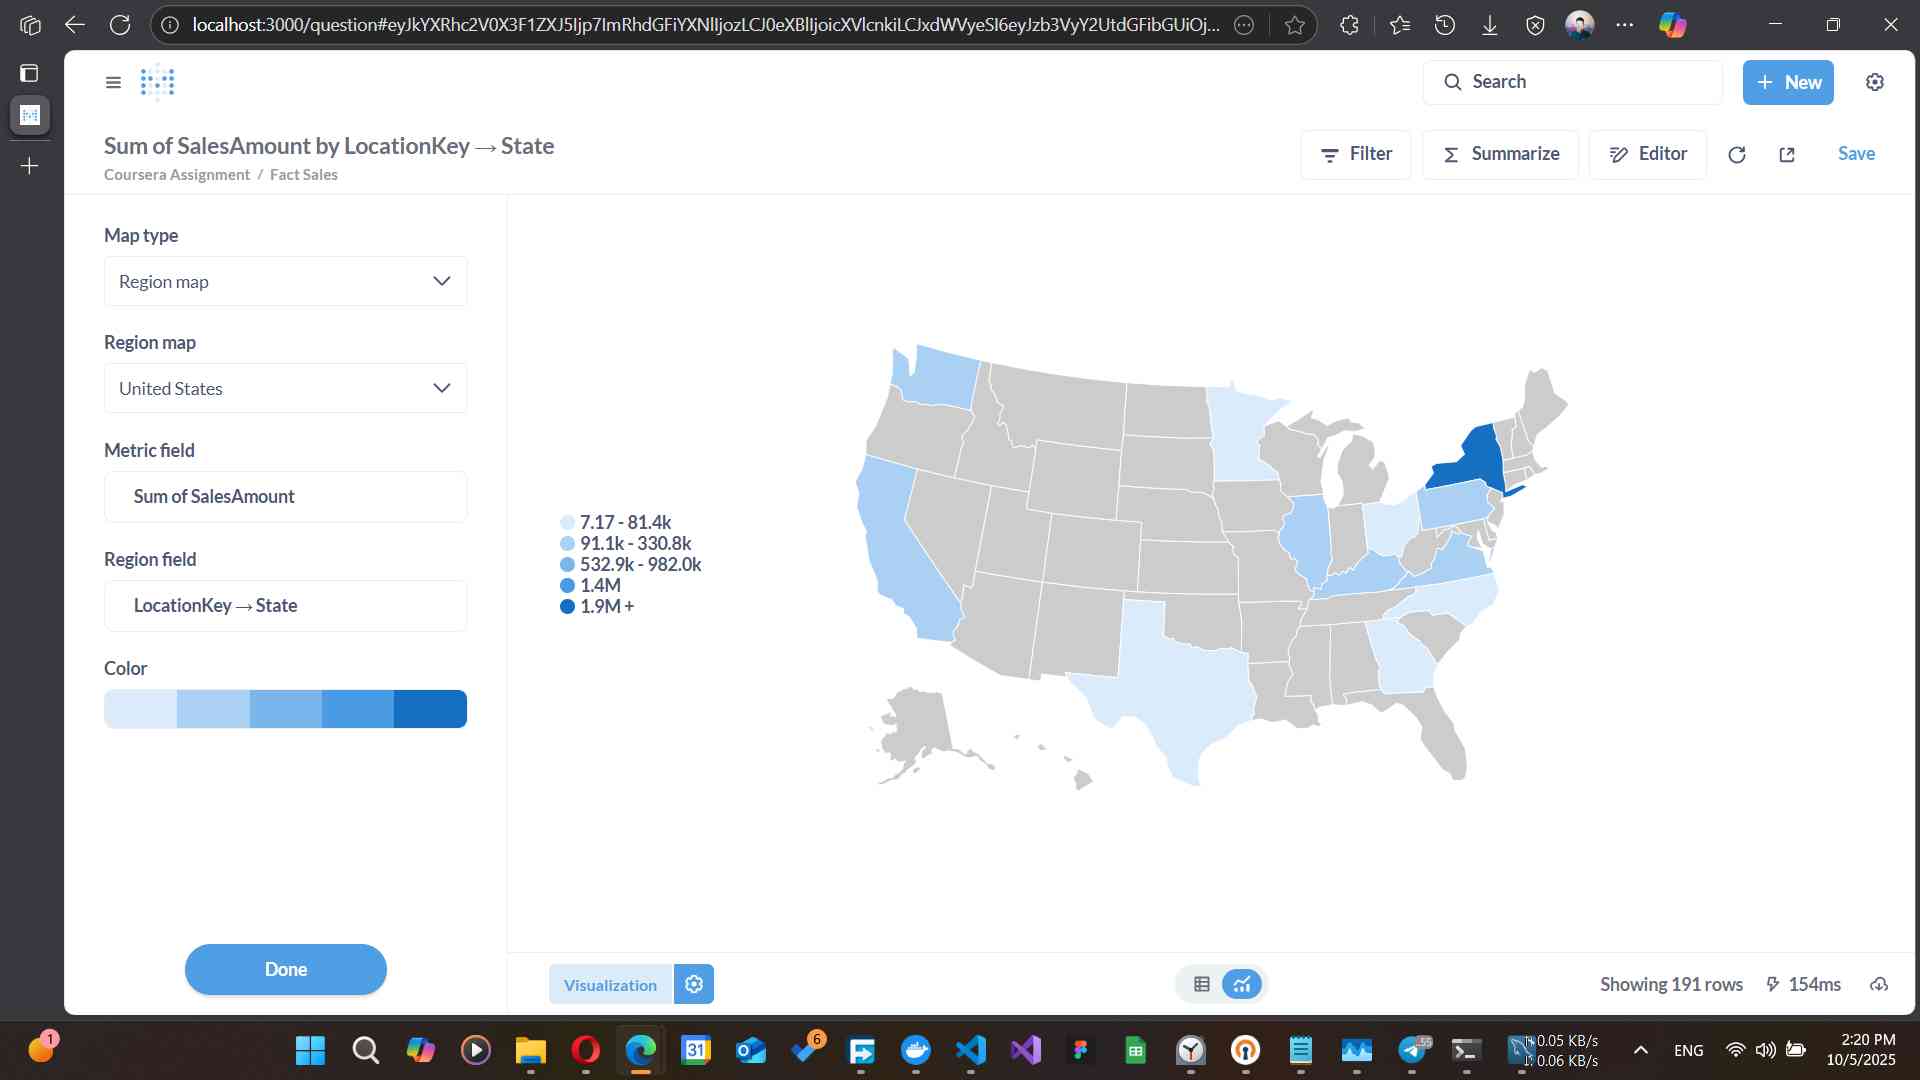 localhost:3000/question#eyJkYXRhc2V0X3F1ZXJ5Ijp7ImRhdGFiYXNlIjozLCJ0eXBlIjoicXVlcnkiLCJxdWVyeSI6eyJzb3VyY2UtdGFibGUiOj...
Search
New
Sum of SalesAmount by LocationKey → State
Coursera Assignment / Fact Sales
Filter
Summarize
Editor
Save
Map type
Region map
Region map
United States
Metric field
Sum of SalesAmount
Region field
LocationKey → State
Color
7.17 - 81.4k
91.1k - 330.8k
532.9k - 982.0k
1.4M
1.9M +
Done
Visualization
Showing 191 rows
154ms
1
31
6
55
0.05 KB/s
0.06 KB/s
ENG
2:20 PM
10/5/2025